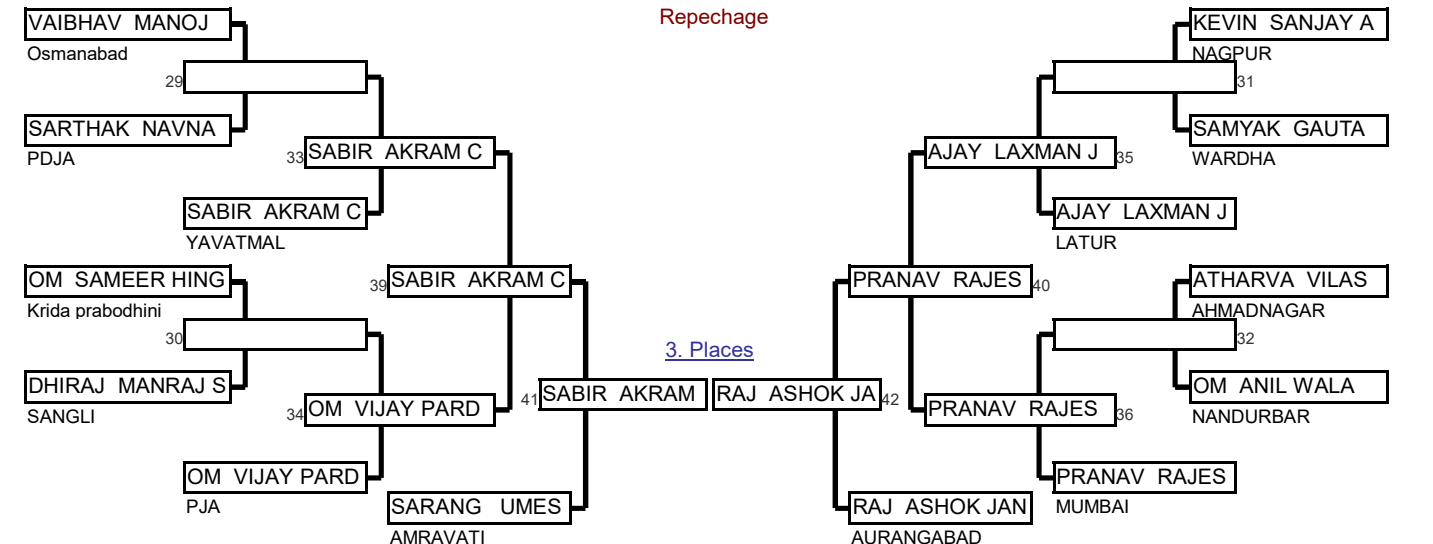 Repechage
VAIBHAV MANOJ
Osmanabad
29
SARTHAK NAVNA
PDJA
33
SABIR AKRAM C
SABIR AKRAM C
YAVATMAL
OM SAMEER HING
Krida prabodhini
39
SABIR AKRAM C
30
DHIRAJ MANRAJ S
SANGLI
34
OM VIJAY PARD
OM VIJAY PARD
PJA
41
SABIR AKRAM
SARANG UMES
AMRAVATI
3. Places
KEVIN SANJAY A
NAGPUR
31
SAMYAK GAUTA
WARDHA
AJAY LAXMAN J
35
AJAY LAXMAN J
LATUR
PRANAV RAJES
40
ATHARVA VILAS
AHMADNAGAR
32
OM ANIL WALA
NANDURBAR
RAJ ASHOK JA
42
PRANAV RAJES
36
PRANAV RAJES
MUMBAI
RAJ ASHOK JAN
AURANGABAD